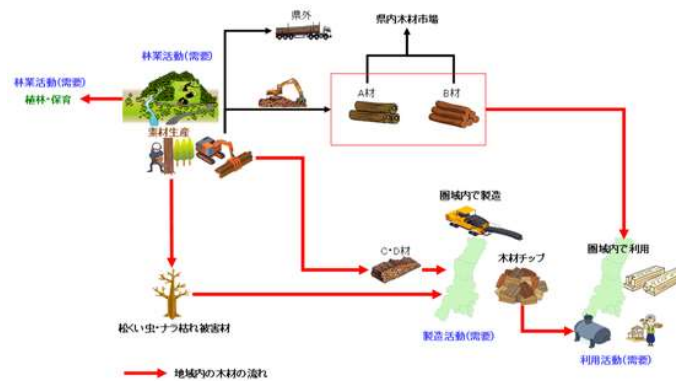 県外
県内木材市場
林業活動(需要)
林業活動(需要)
植林・保育
A材
B材
素材生産
圏域内で製造
C・D材
木材チップ
圏域内で利用
松くい虫・ナラ枯れ被害材
製造活動(需要)
利用活動(需要)
地域内の木材の流れ